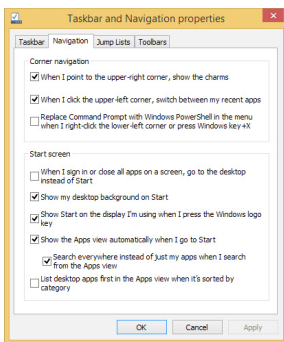 Taskbar and Navigation properties
Taskbar Navigation Jump Lists Toolbars
Corner navigation
When I point to the upper-right corner, show the charms
When I click the upper-left corner, switch between my recent apps
Replace Command Prompt with Windows PowerShell in the menu
when I right-click the lower-left corner or press Windows key+X
Start screen
When I sign in or close all apps on a screen, go to the desktop
instead of Start
Show my desktop background on Start
Show Start on the display I'm using when I press the Windows logo
key
Show the Apps view automatically when I go to Start
Search everywhere instead of just my apps when I search
from the Apps view
List desktop apps first in the Apps view when it's sorted by
category
OK Cancel Apply